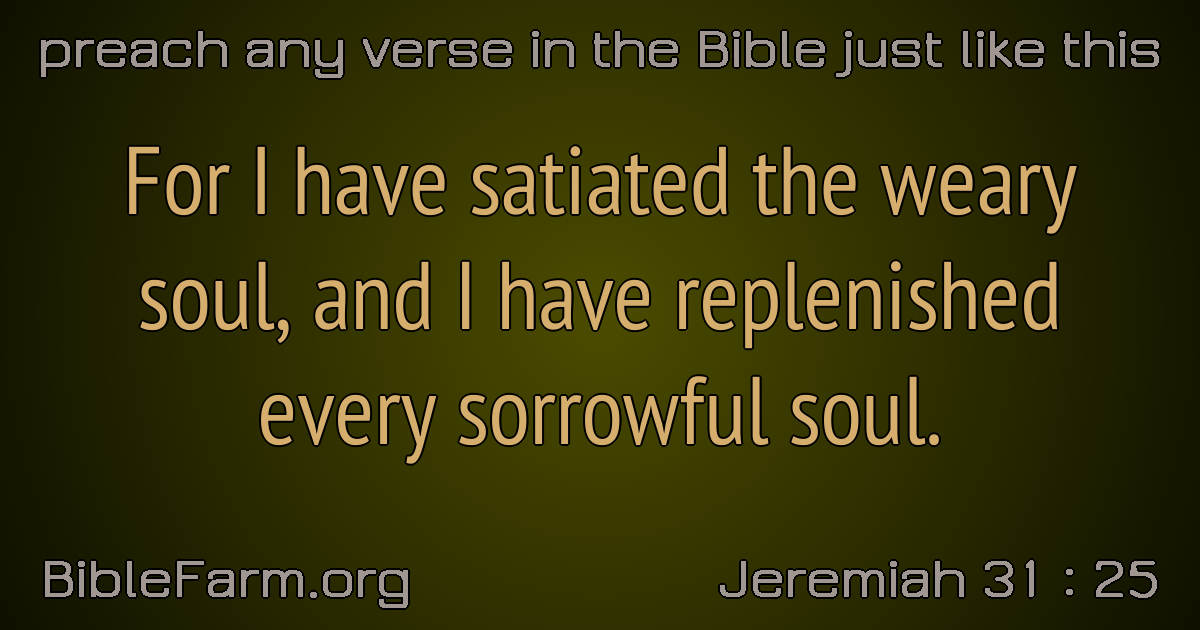 preach any verse in the Bible just like this
For I have satiated the weary
soul, and I have replenished
every sorrowful soul.
BibleFarm.org
Jeremiah 31 : 25